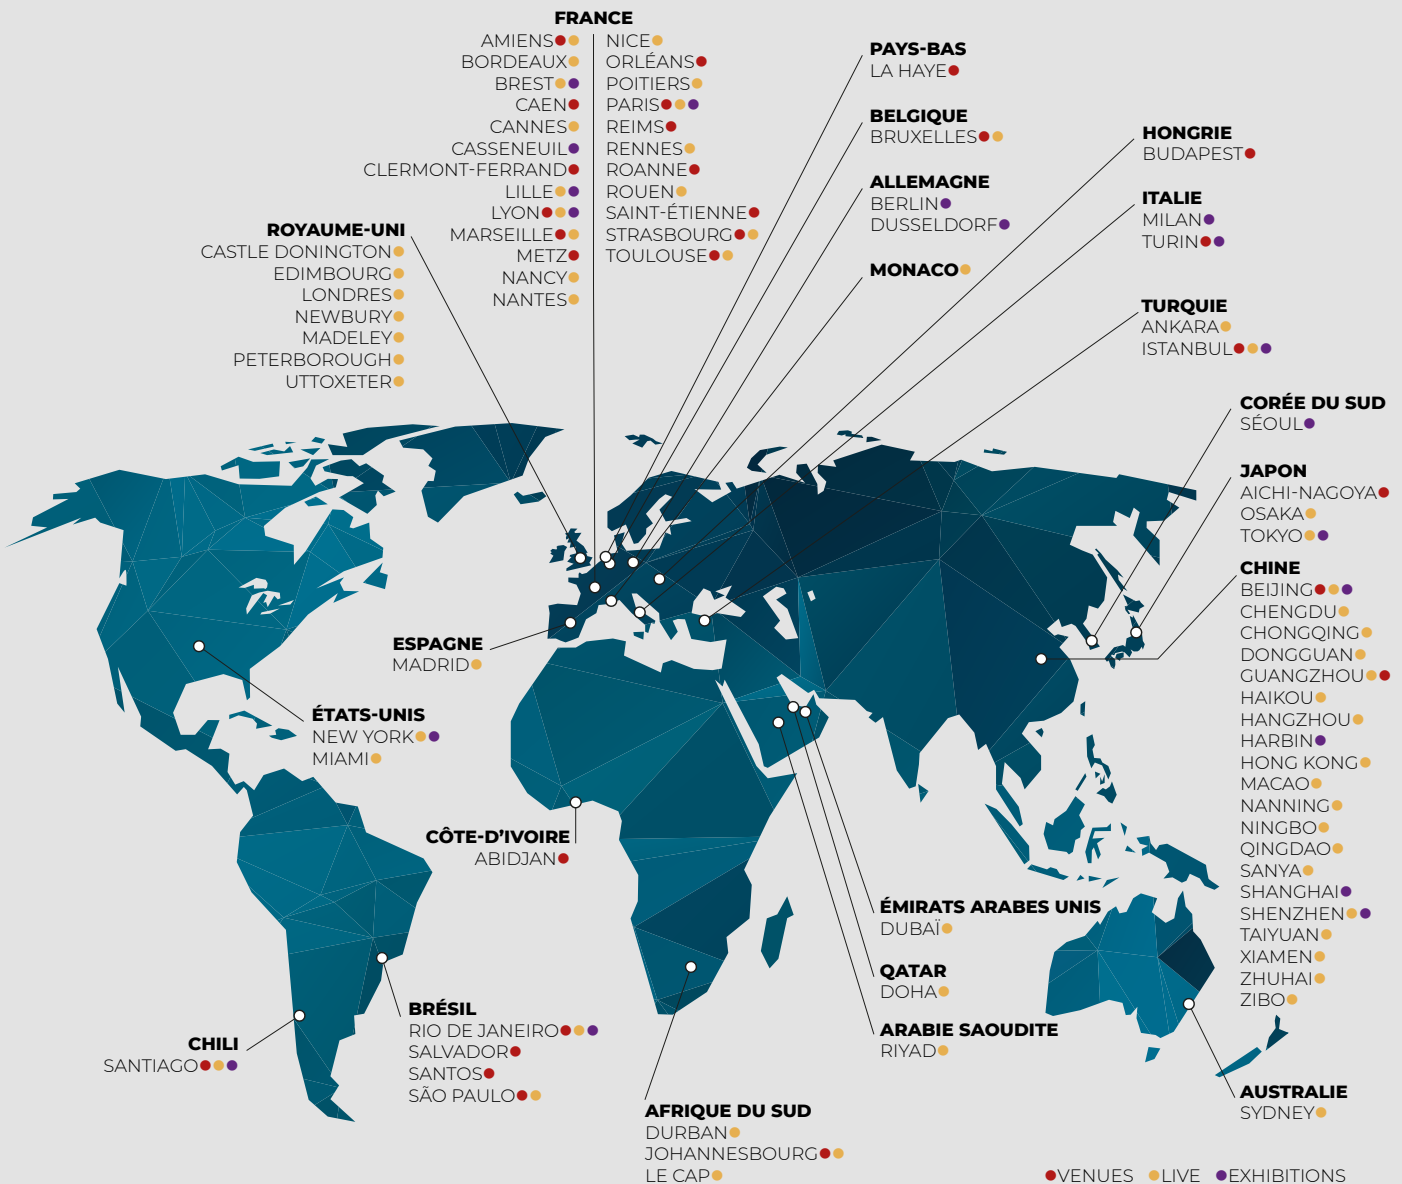 FRANCE
AMIENS
BORDEAUX
BREST
CAEN
CANNES
CASSENEUIL
CLERMONT-FERRAND
LILLE
LYON
MARSEILLE
METZ
NANCY
NANTES
NICE
ORLÉANS
POITIERS
PARIS
REIMS
RENNES
ROANNE
ROUEN
SAINT-ÉTIENNE
STRASBOURG
TOULOUSE
ROYAUME-UNI
CASTLE DONINGTON
EDIMBOURG
LONDRES
NEWBURY
MADELEY
PETERBOROUGH
UTTOXETER
PAYS-BAS
LA HAYE
BELGIQUE
BRUXELLES
ALLEMAGNE
BERLIN
DUSSELDORF
MONACO
HONGRIE
BUDAPEST
ITALIE
MILAN
TURIN
TURQUIE
ANKARA
ISTANBUL
CORÉE DU SUD
SÉOUL
JAPON
AICHI-NAGOYA
OSAKA
TOKYO
CHINE
BEIJING
CHENGDU
CHONGQING
DONGGUAN
GUANGZHOU
HAIKOU
HANGZHOU
HARBIN
HONG KONG
MACAO
NANNING
NINGBO
QINGDAO
SANYA
SHANGHAI
SHENZHEN
TAIYUAN
XIAMEN
ZHUHAI
ZIBO
ESPAGNE
MADRID
ÉTATS-UNIS
NEW YORK
MIAMI
CÔTE-D'IVOIRE
ABIDJAN
ÉMIRATS ARABES UNIS
DUBAÏ
QATAR
DOHA
ARABIE SAOUDITE
RIYAD
BRÉSIL
RIO DE JANEIRO
SALVADOR
SANTOS
SÃO PAULO
CHILI
SANTIAGO
AFRIQUE DU SUD
DURBAN
JOHANNESBOURG
LE CAP
AUSTRALIE
SYDNEY
VENUES LIVE EXHIBITIONS